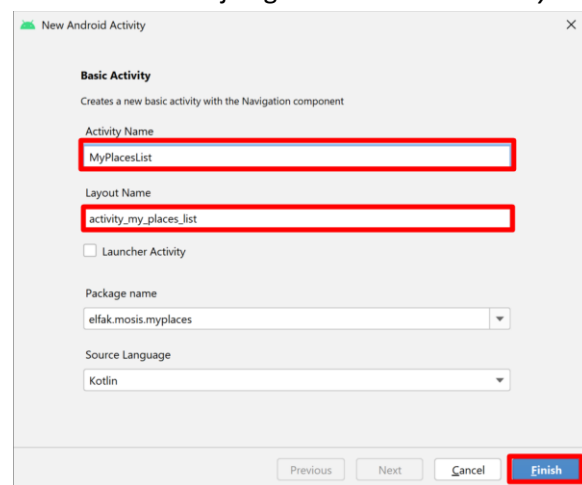 New Android Activity
Basic Activity
Creates a new basic activity with the Navigation component
Activity Name
MyPlacesList
Layout Name
activity_my_places_list
Launcher Activity
Package name
elfak.mosis.myplaces
Source Language
Kotlin
Previous Next Cancel Finish